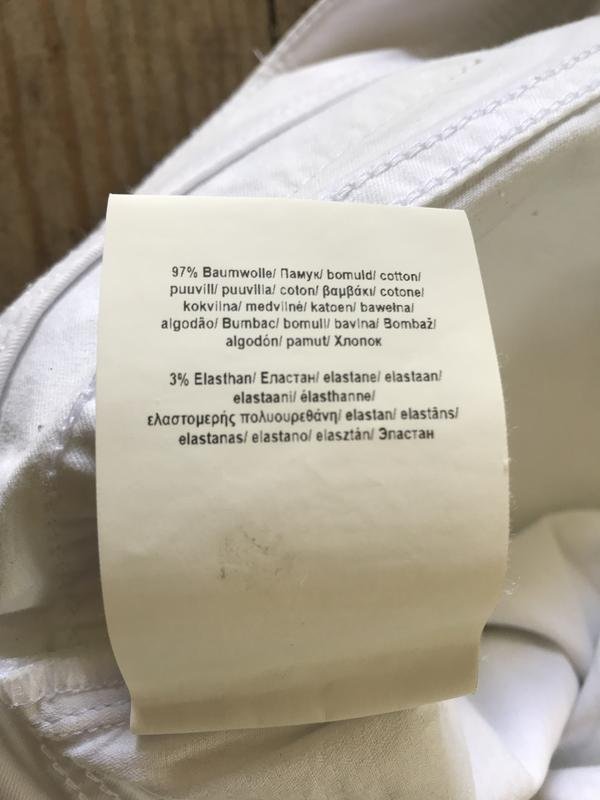 97% Baumwolle/ Памук/ bomuld/ cotton/
puuvill/ puuvilla/ coton/ βαμβάκι/ cotone/
kokvilna/ medvilnė/ katoen/ bawełna/
algodão/ Bumbac/ bomull/ bavlna/ Bombaž/
algodón/ pamut/ Хлопок
3% Elasthan/ Еластан/ elastane/ elastaan/
elastaani/ élasthanne/
ελαστομερής πολυουρεθάνη/ elastan/ elastāns/
elastanas/ elastano/ elasztán/ Эластан